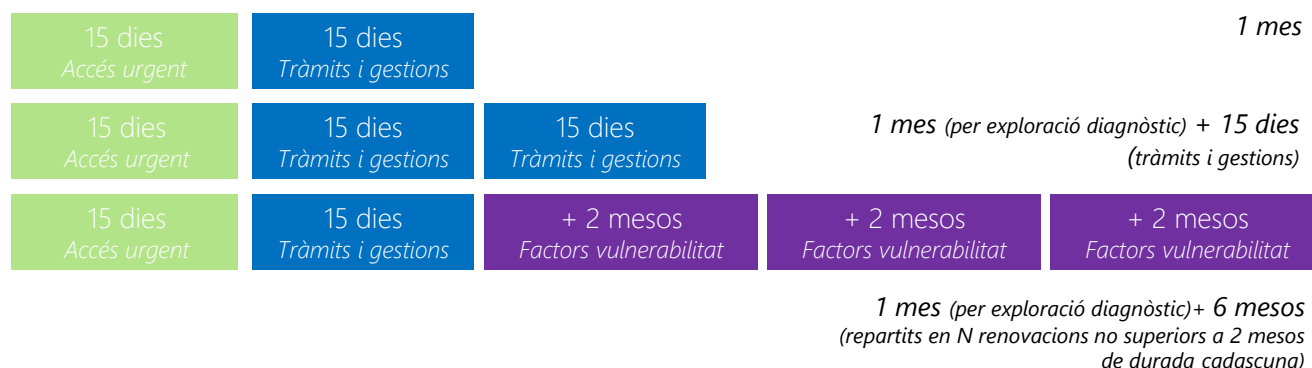 15 dies
Accés urgent
15 dies
Tràmits i gestions
1 mes
15 dies
Accés urgent
15 dies
Tràmits i gestions
15 dies
Tràmits i gestions
1 mes (per exploració diagnòstic) + 15 dies
(tràmits i gestions)
15 dies
Accés urgent
15 dies
Tràmits i gestions
+ 2 mesos
Factors vulnerabilitat
+ 2 mesos
Factors vulnerabilitat
+ 2 mesos
Factors vulnerabilitat
1 mes (per exploració diagnòstic)+ 6 mesos
(repartits en N renovacions no superiors a 2 mesos
de durada cadascuna)